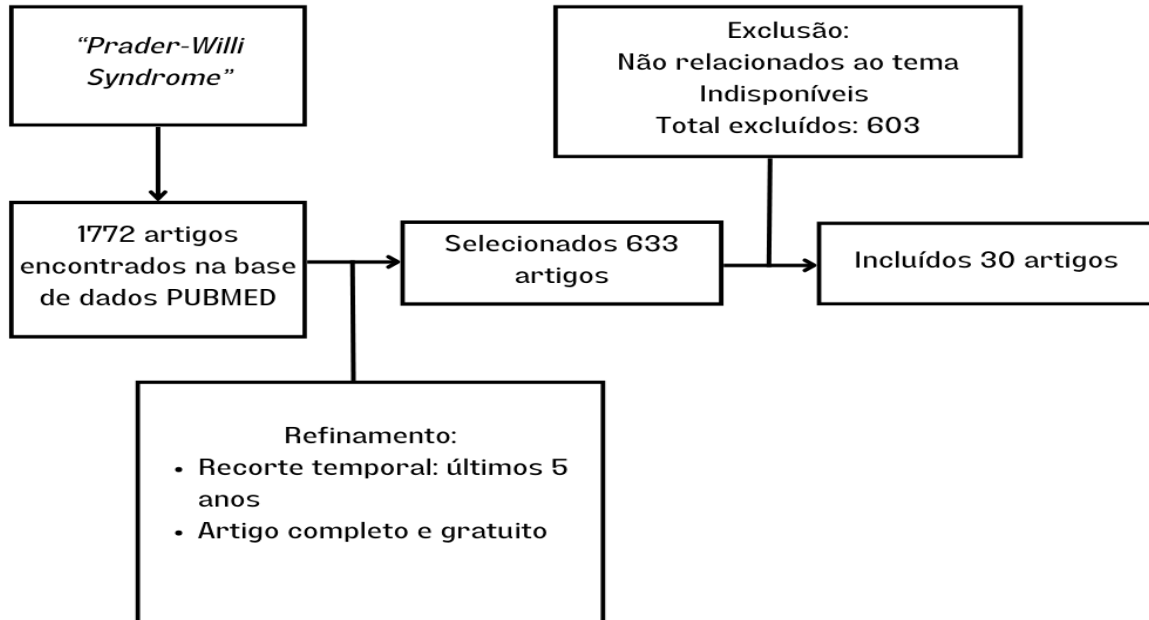 “Prader-Willi
Syndrome”
Exclusão:
Não relacionados ao tema
Indisponíveis
Total excluídos: 603
1772 artigos
encontrados na base
de dados PUBMED
Selecionados 633
artigos
Incluídos 30 artigos
Refinamento:
• Recorte temporal: últimos 5
anos
• Artigo completo e gratuito